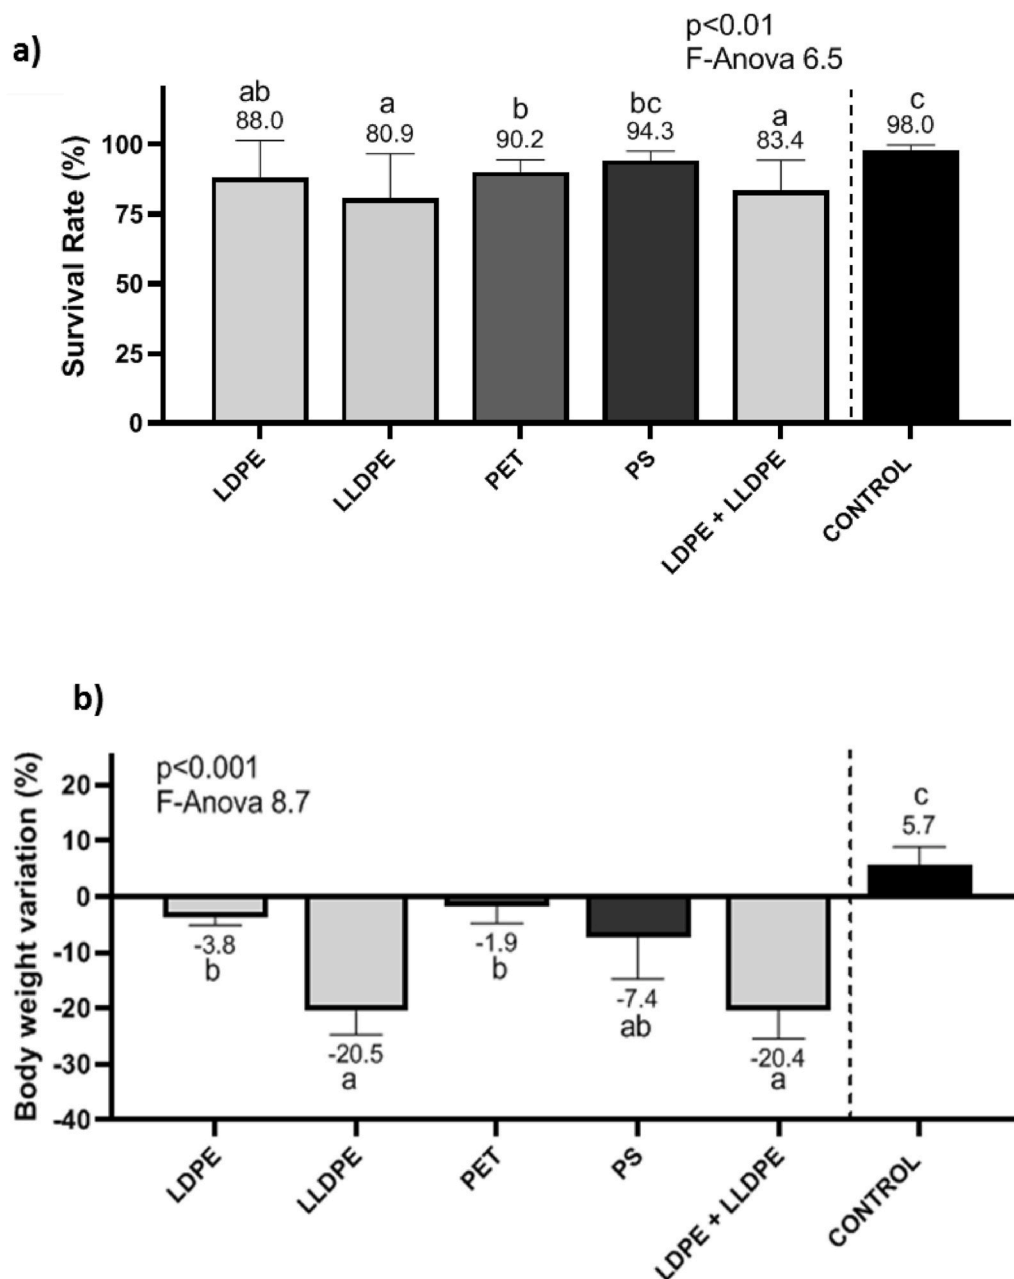 a)
p<0.01
F-Anova 6.5
Survival Rate (%)
100
75
50
25
0
ab
88.0
a
80.9
b
90.2
bc
94.3
a
83.4
c
98.0
LDPE
LLDPE
PET
PS
LDPE + LLDPE
CONTROL
b)
p<0.001
F-Anova 8.7
Body weight variation (%)
20
10
0
-10
-20
-30
-40
-3.8
b
-20.5
a
-1.9
b
-7.4
ab
-20.4
a
c
5.7
LDPE
LLDPE
PET
PS
LDPE + LLDPE
CONTROL